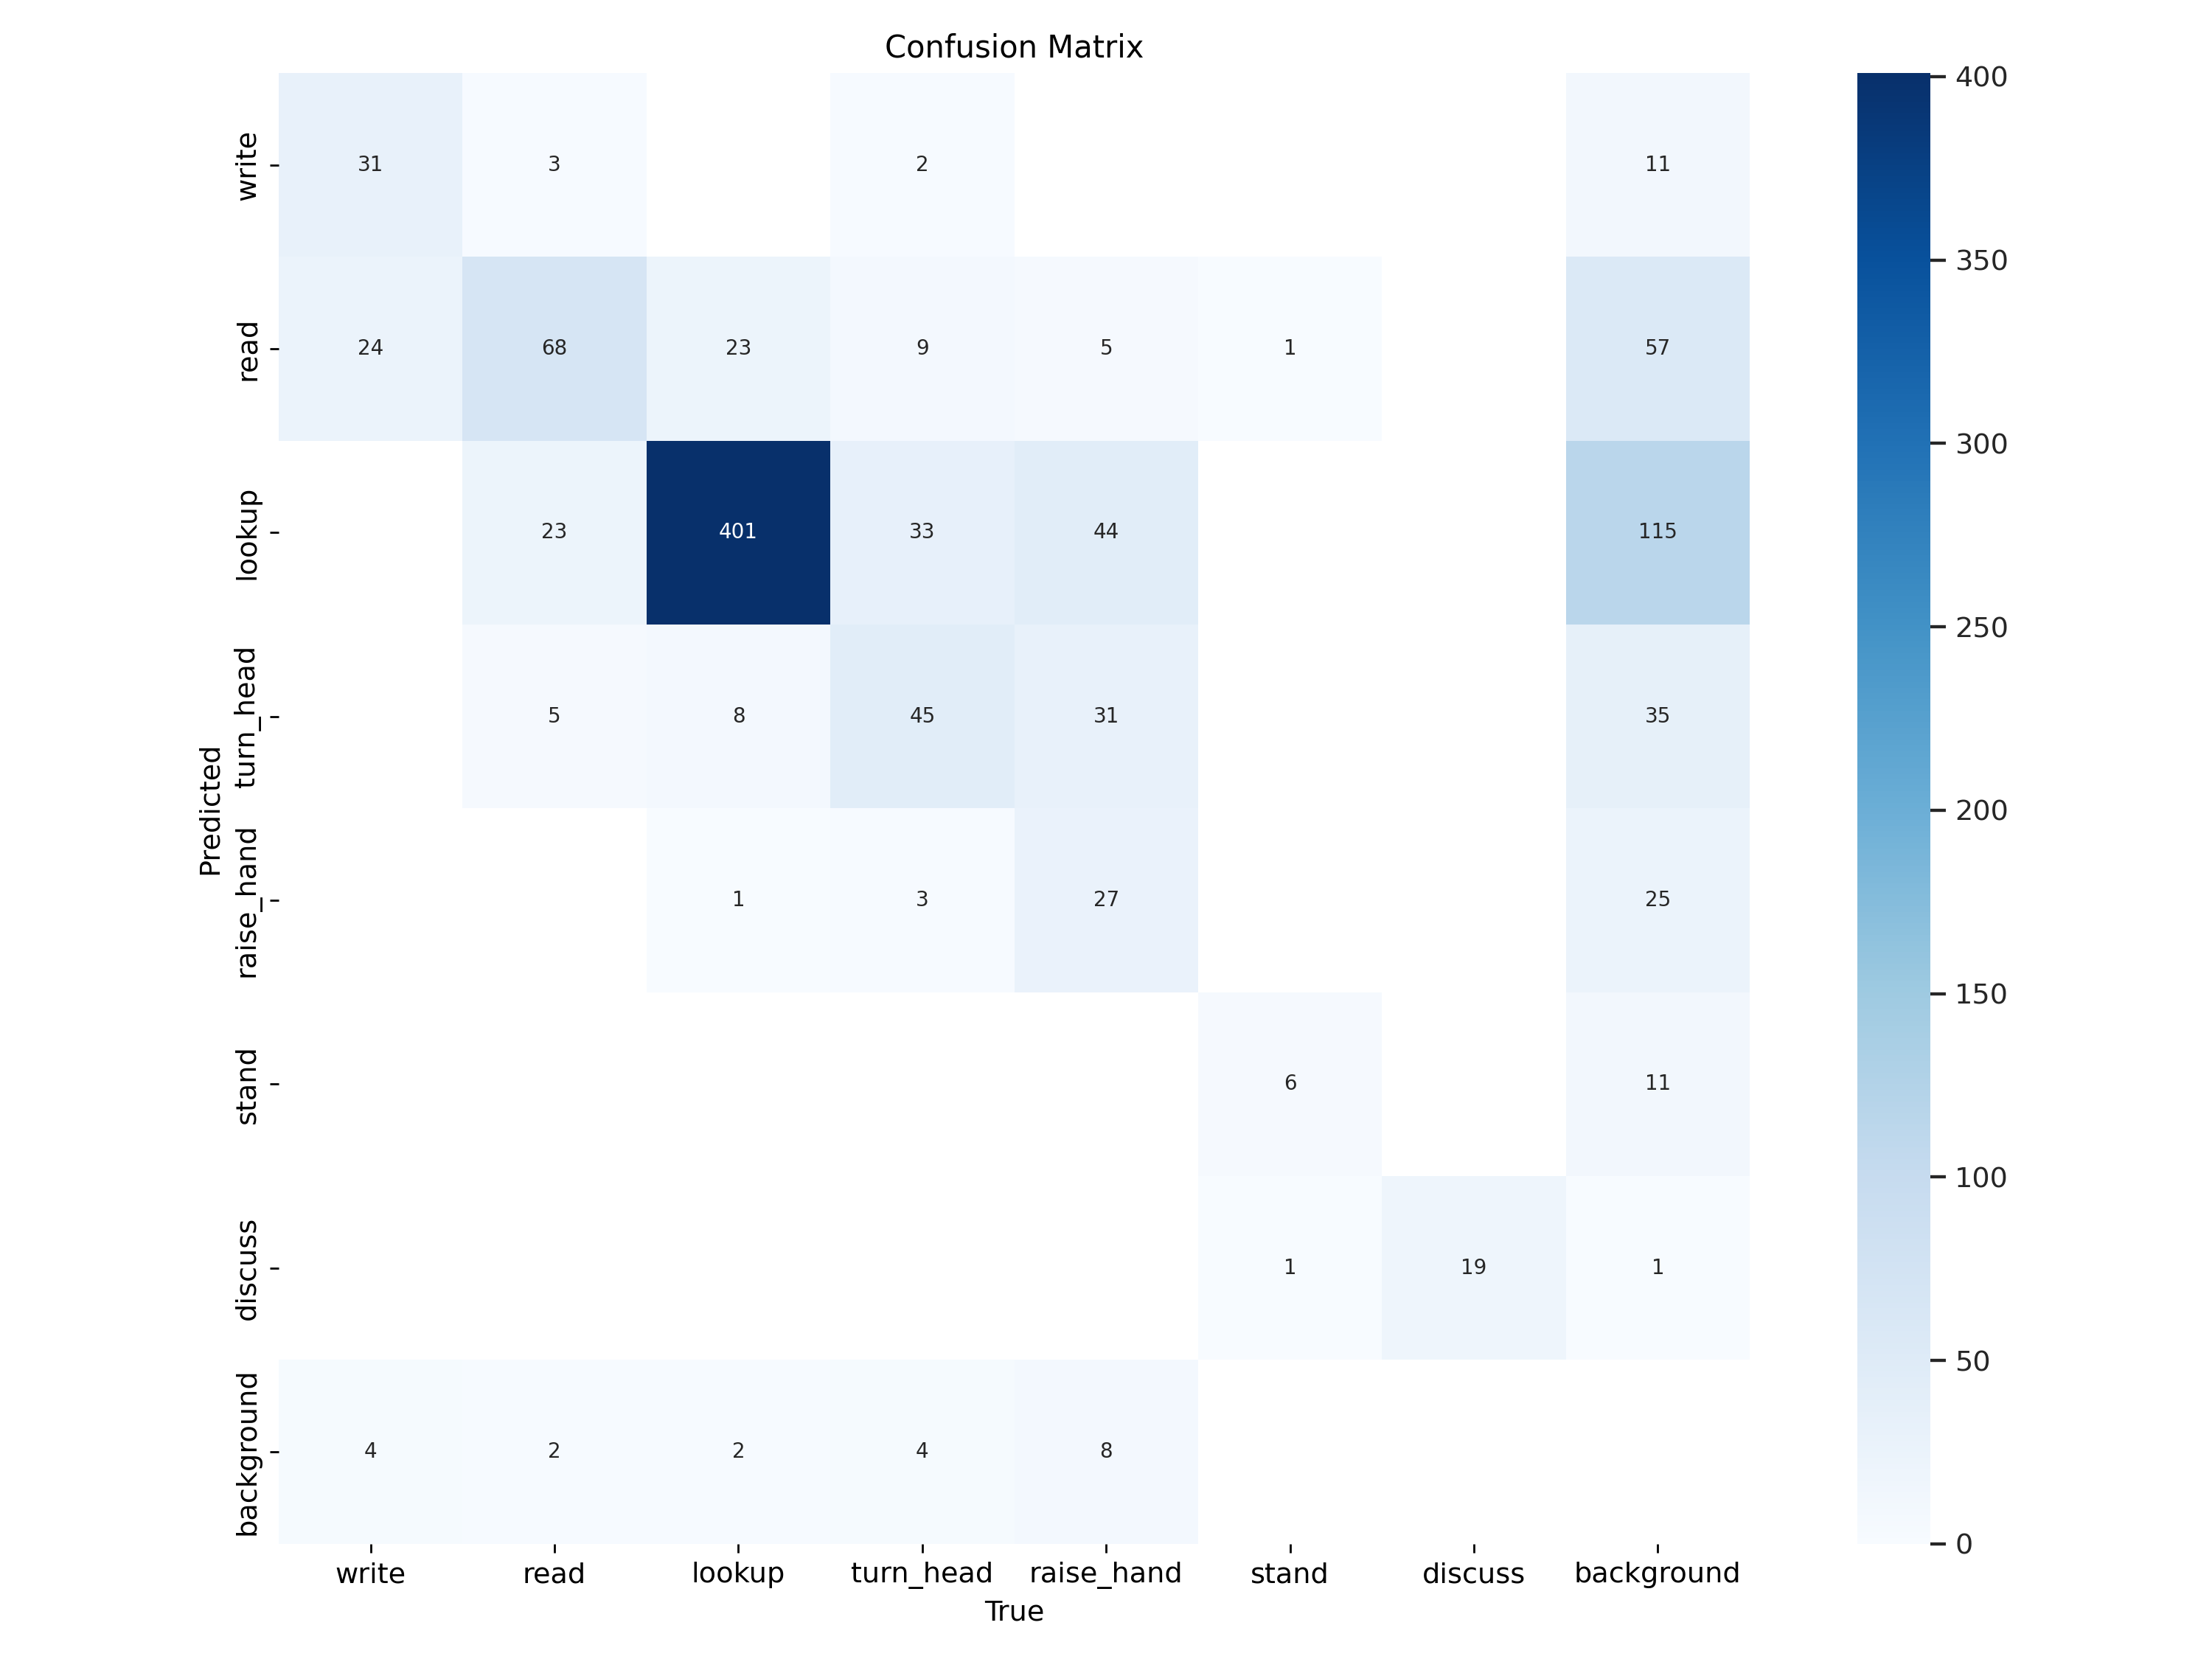 Confusion Matrix
write 31 3 2 11
read 24 68 23 9 5 1 57
lookup 23 401 33 44 115
turn_head 5 8 45 31 35
raise_hand 1 3 27 25
stand 6 11
discuss 1 19 1
background 4 2 2 4 8
Predicted
write read lookup turn_head raise_hand stand discuss background
True
400
350
300
250
200
150
100
50
0